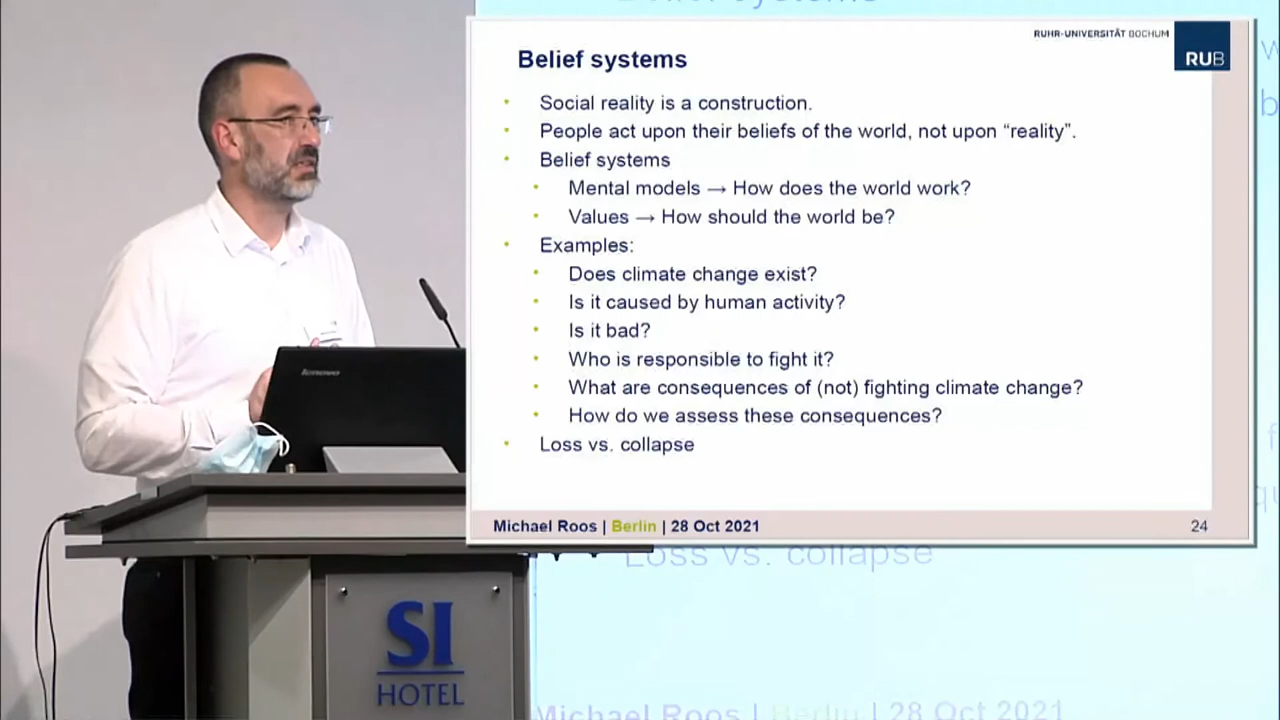 Belief systems
RUHR-UNIVERSITÄT BOCHUM
RUB
• Social reality is a construction.
• People act upon their beliefs of the world, not upon “reality”.
• Belief systems
• Mental models → How does the world work?
• Values → How should the world be?
• Examples:
• Does climate change exist?
• Is it caused by human activity?
• Is it bad?
• Who is responsible to fight it?
• What are consequences of (not) fighting climate change?
• How do we assess these consequences?
• Loss vs. collapse
Michael Roos | Berlin | 28 Oct 2021
24
lenovo
SI
HOTEL
Loss vs. collapse
Michael Roos | Berlin | 28 Oct 2021